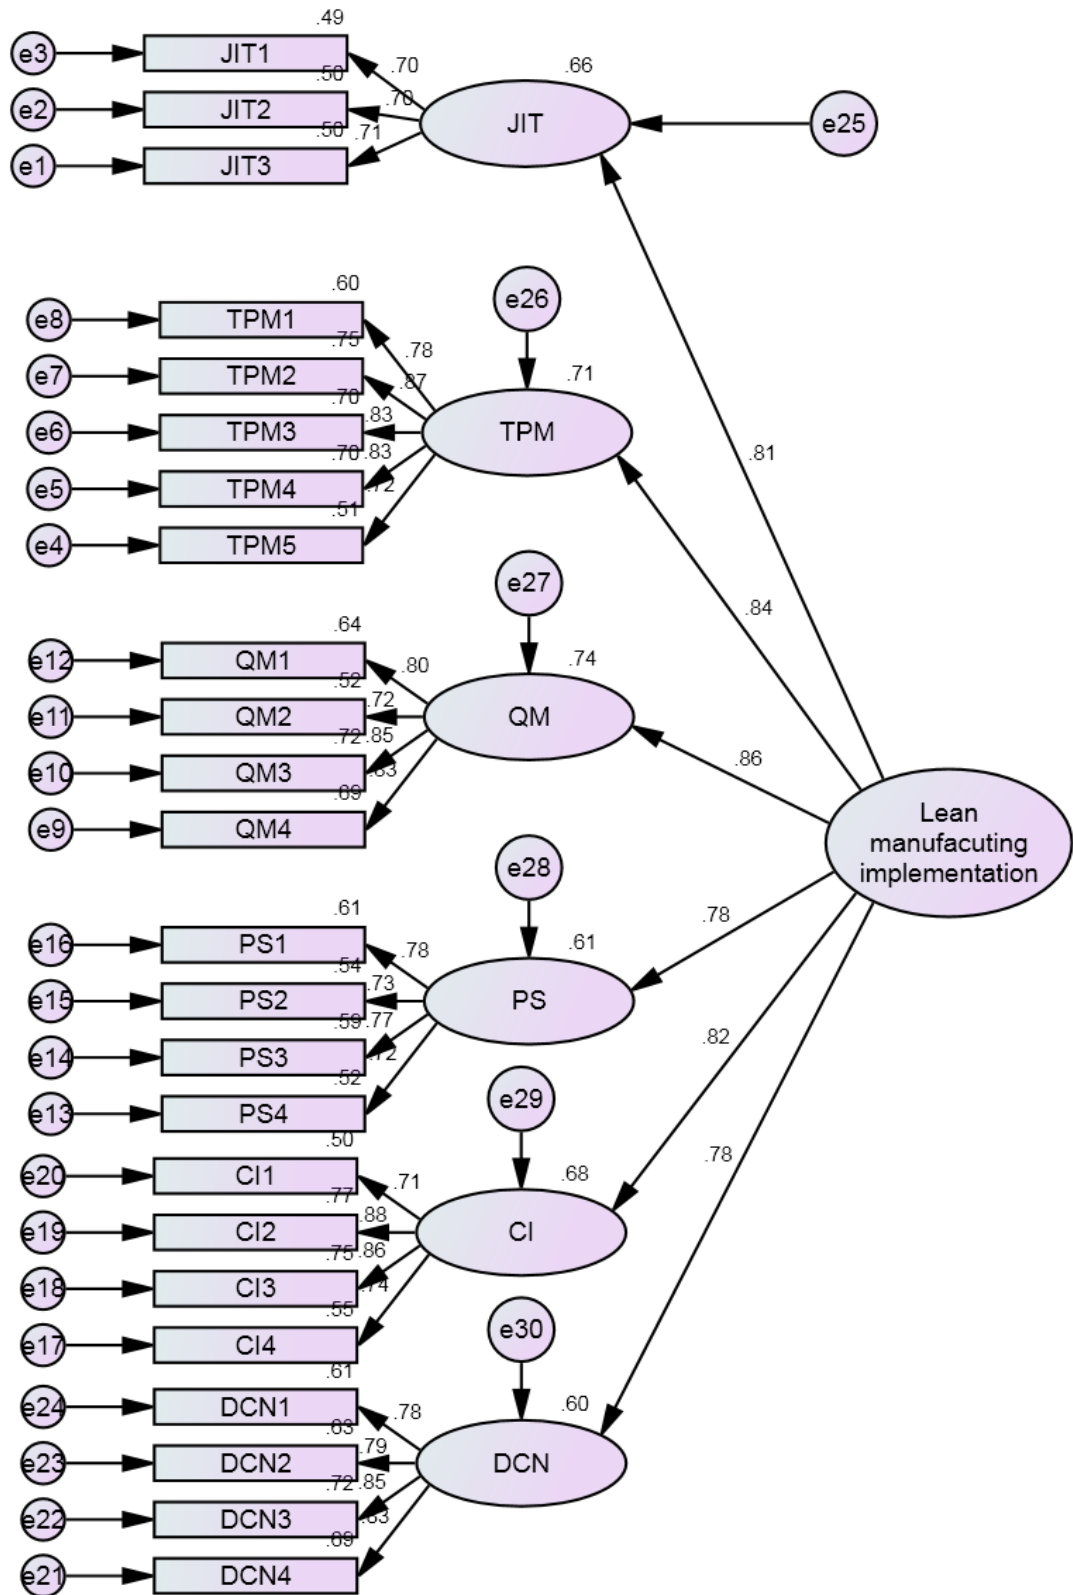 .49
e3 JIT1 .70 .66
.50
e2 JIT2 .70 JIT e25
.50 .71
e1 JIT3
.60 e26
e8 TPM1
.75 .78 .71
e7 TPM2 .87
.70
e6 TPM3 .83 TPM .81
.70 .83
e5 TPM4 .72
.51
e4 TPM5
e27 .84
.64
e12 QM1 .80 .74
.52
e11 QM2 .72 QM
.72 .85 .86
e10 QM3 .83
.69
e9 QM4
Lean
manufacuting
implementation
e28
.61 .78
e16 PS1 .78 .61
.54
e15 PS2 .73 PS
.59 .77 .82
e14 PS3 .72
.52
e13 PS4 e29
.50 .78
e20 CI1 .71 .68
.77
e19 CI2 .88 CI
.75 .86
e18 CI3 .74
.55
e17 CI4 e30
.61
e24 DCN1 .78 .60
.63
e23 DCN2 .79 DCN
.72 .85
e22 DCN3 .83
.69
e21 DCN4